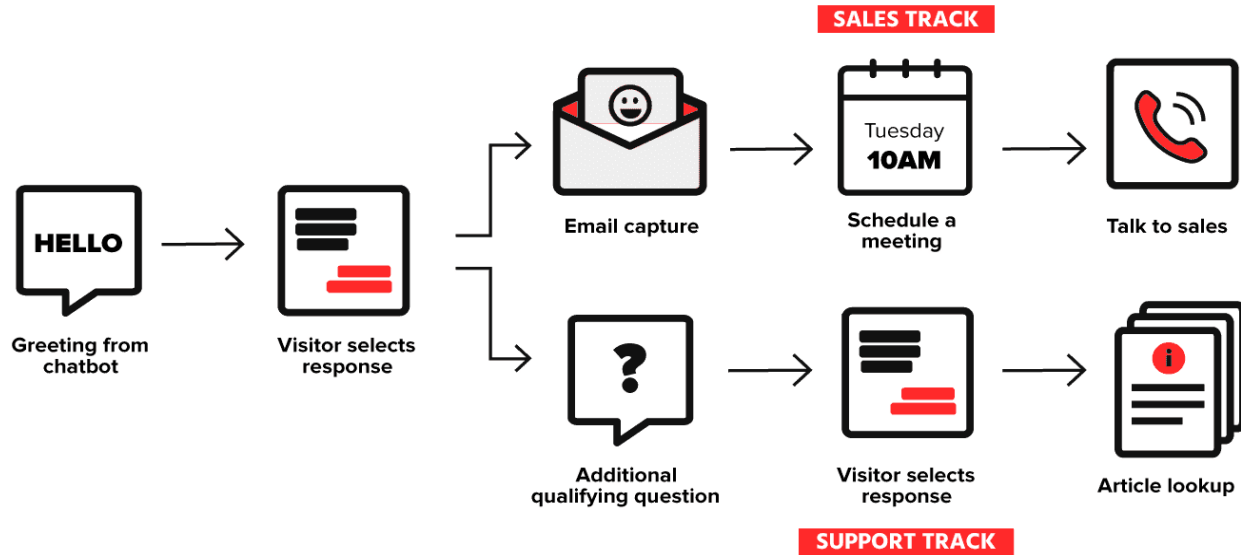 SALES TRACK
Tuesday
10AM
HELLO
Email capture
Schedule a
meeting
Talk to sales
Greeting from
chatbot
Visitor selects
response
?
i
Additional
qualifying question
Visitor selects
response
Article lookup
SUPPORT TRACK